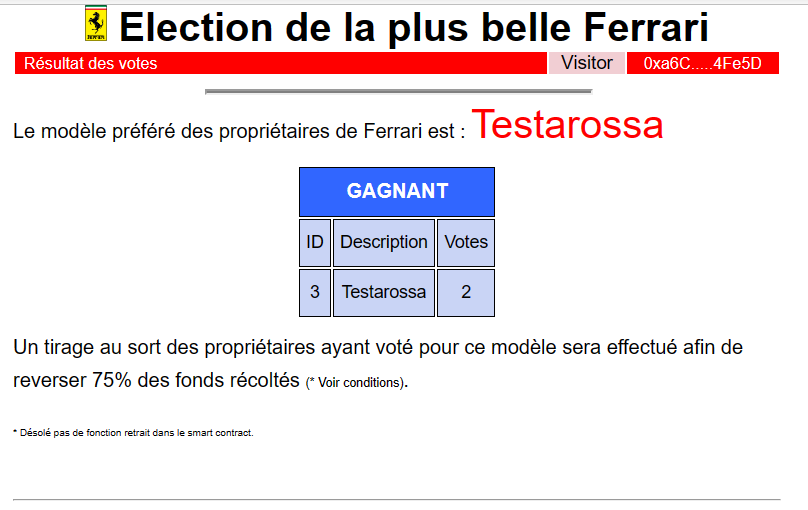 Election de la plus belle Ferrari
Résultat des votes Visitor 0xa6C.....4Fe5D
Le modèle préféré des propriétaires de Ferrari est : Testarossa
GAGNANT
ID Description Votes
3 Testarossa 2
Un tirage au sort des propriétaires ayant voté pour ce modèle sera effectué afin de
reverser 75% des fonds récoltés (* Voir conditions).
* Désolé pas de fonction retrait dans le smart contract.